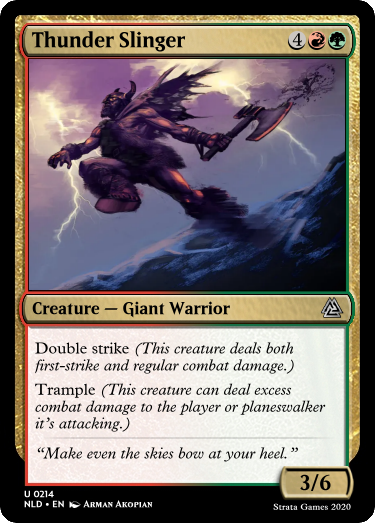 Thunder Slinger 4
Creature — Giant Warrior
Double strike (This creature deals both
first-strike and regular combat damage.)
Trample (This creature can deal excess
combat damage to the player or planeswalker
it's attacking.)
“Make even the skies bow at your heel.”
3/6
U 0214
NLD • EN Arman Akopian
Strata Games 2020